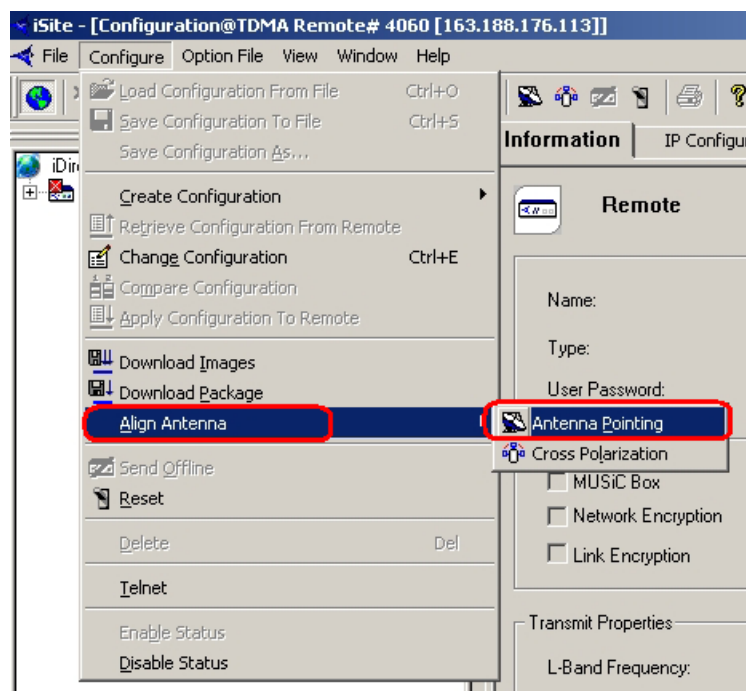 iSite - [Configuration@TDMA Remote# 4060 [163.188.176.113]]
File Configure Option File View Window Help
Load Configuration From File Ctrl+O
Save Configuration To File Ctrl+S
Save Configuration As...
Create Configuration
Retrieve Configuration From Remote
Change Configuration Ctrl+E
Compare Configuration
Apply Configuration To Remote
Download Images
Download Package
Align Antenna
Send Offline
Reset
Delete Del
Telnet
Enable Status
Disable Status
Antenna Pointing
Cross Polarization
iDir
Information IP Configu
Remote
Name:
Type:
User Password:
MUSiC Box
Network Encryption
Link Encryption
Transmit Properties
L-Band Frequency: